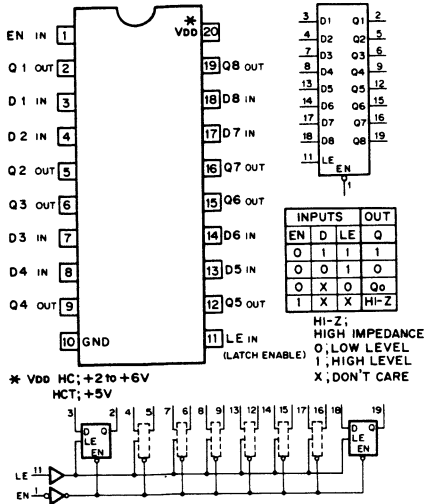 EN IN 1
Q1 OUT 2
D1 IN 3
D2 IN 4
Q2 OUT 5
Q3 OUT 6
D3 IN 7
D4 IN 8
Q4 OUT 9
10 GND
* VDD 20
19 Q8 OUT
18 D8 IN
17 D7 IN
16 Q7 OUT
15 Q6 OUT
14 D6 IN
13 D5 IN
12 Q5 OUT
11 LE IN
(LATCH ENABLE)
3 D1 Q1 2
4 D2 Q2 5
7 D3 Q3 6
8 D4 Q4 9
13 D5 Q5 12
14 D6 Q6 15
17 D7 Q7 16
18 D8 Q8 19
11 LE
EN
1
INPUTS OUT
EN D LE Q
0 1 1 1
0 0 1 0
0 X 0 Qo
1 X X HI-Z
HI-Z;
HIGH IMPEDANCE
0; LOW LEVEL
1; HIGH LEVEL
X; DON'T CARE
* VDD HC; +2 to +6V
HCT; +5V
3 2 4 5 7 6 8 9 13 12 14 15 17 16 18 19
D Q D Q
LE LE
EN EN
LE 11
EN 1